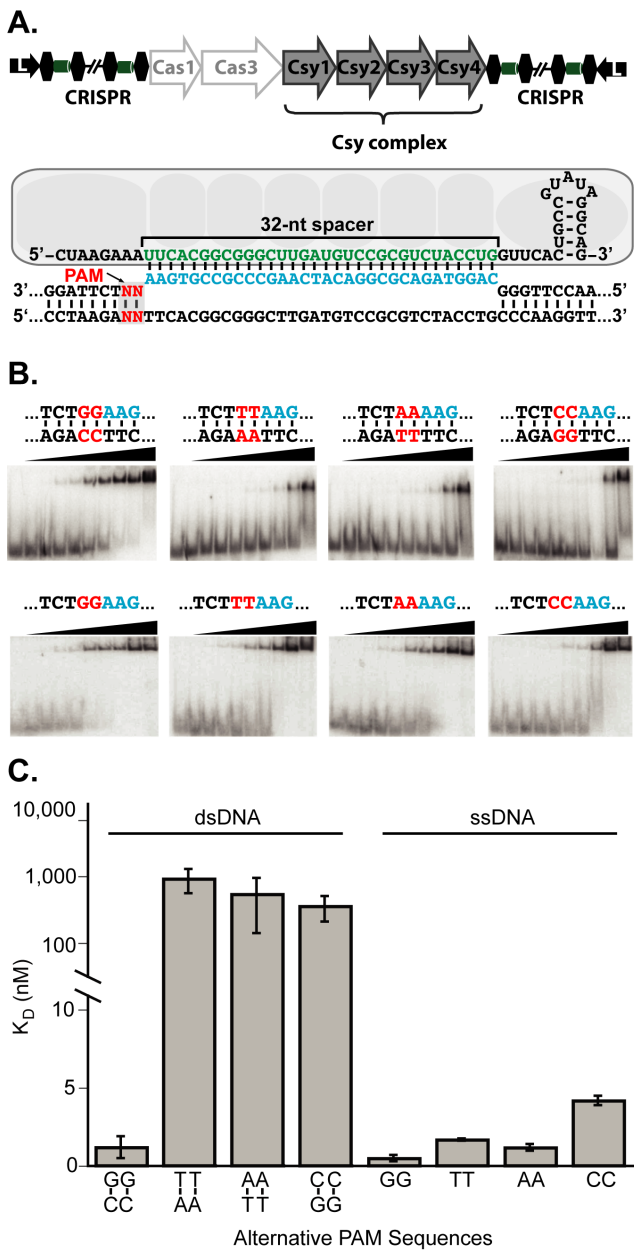 A.
L Cas1 Cas3 Csy1 Csy2 Csy3 Csy4 L
CRISPR CRISPR
Csy complex
UAU
G A
C G
C G
G C
U A
32-nt spacer
5'-CUAAGAAAUUCACGGCGGGCUUGAUGUCCGCGUCUACCUGGUUCAC G-3'
PAM AAGTGCCGCCCGAACTACAGGCGCAGATGGAC
3'...GGATTCTNN GGGTTCCAA...5'
5'...CCTAAGANNTTCACGGCGGGCTTGATGTCCGCGTCTACCTGCCCAAGGTT...3'
B.
...TCTGGAAG... ...TCTTTAAG... ...TCTAAAAG... ...TCTCCAAG...
...AGACCTTC... ...AGAAATTC... ...AGATTTTC... ...AGAGGTTC...
...TCTGGAAG... ...TCTTTAAG... ...TCTAAAAG... ...TCTCCAAG...
C.
10,000
1,000
100
10
5
0
K_D (nM)
dsDNA ssDNA
GG TT AA CC GG TT AA CC
CC AA TT GG
Alternative PAM Sequences